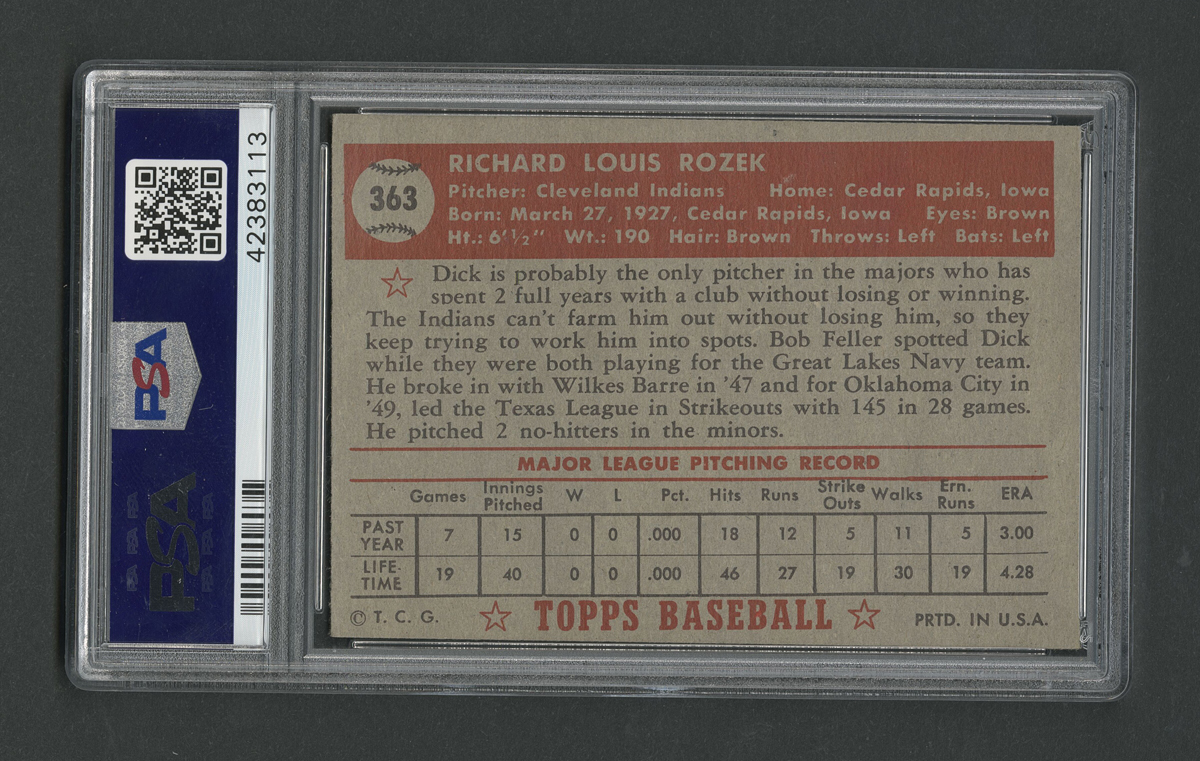 42383113
PSA
PSA
363
RICHARD LOUIS ROZEK
Pitcher: Cleveland Indians Home: Cedar Rapids, Iowa
Born: March 27, 1927, Cedar Rapids, Iowa Eyes: Brown
Ht.: 6'½" Wt.: 190 Hair: Brown Throws: Left Bats: Left
Dick is probably the only pitcher in the majors who has
spent 2 full years with a club without losing or winning.
The Indians can't farm him out without losing him, so they
keep trying to work him into spots. Bob Feller spotted Dick
while they were both playing for the Great Lakes Navy team.
He broke in with Wilkes Barre in '47 and for Oklahoma City in
'49, led the Texas League in Strikeouts with 145 in 28 games.
He pitched 2 no-hitters in the minors.
MAJOR LEAGUE PITCHING RECORD
Games Innings Pitched W L Pct. Hits Runs Strike Outs Walks Ern. Runs ERA
PAST YEAR 7 15 0 0 .000 18 12 5 11 5 3.00
LIFE-TIME 19 40 0 0 .000 46 27 19 30 19 4.28
© T. C. G. TOPPS BASEBALL PRTD. IN U.S.A.